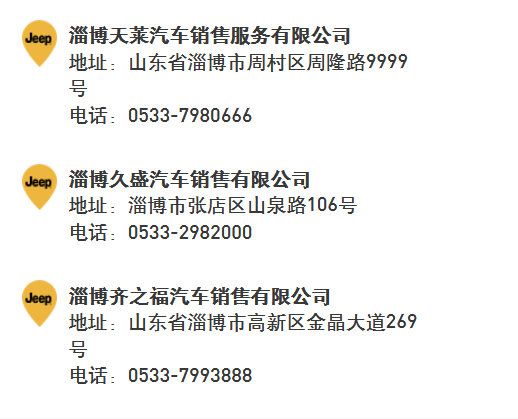 Jeep
淄博天莱汽车销售服务有限公司
地址：山东省淄博市周村区周隆路9999
号
电话：0533-7980666
Jeep
淄博久盛汽车销售有限公司
地址：淄博市张店区山泉路106号
电话：0533-2982000
Jeep
淄博齐之福汽车销售有限公司
地址：山东省淄博市高新区金晶大道269
号
电话：0533-7993888